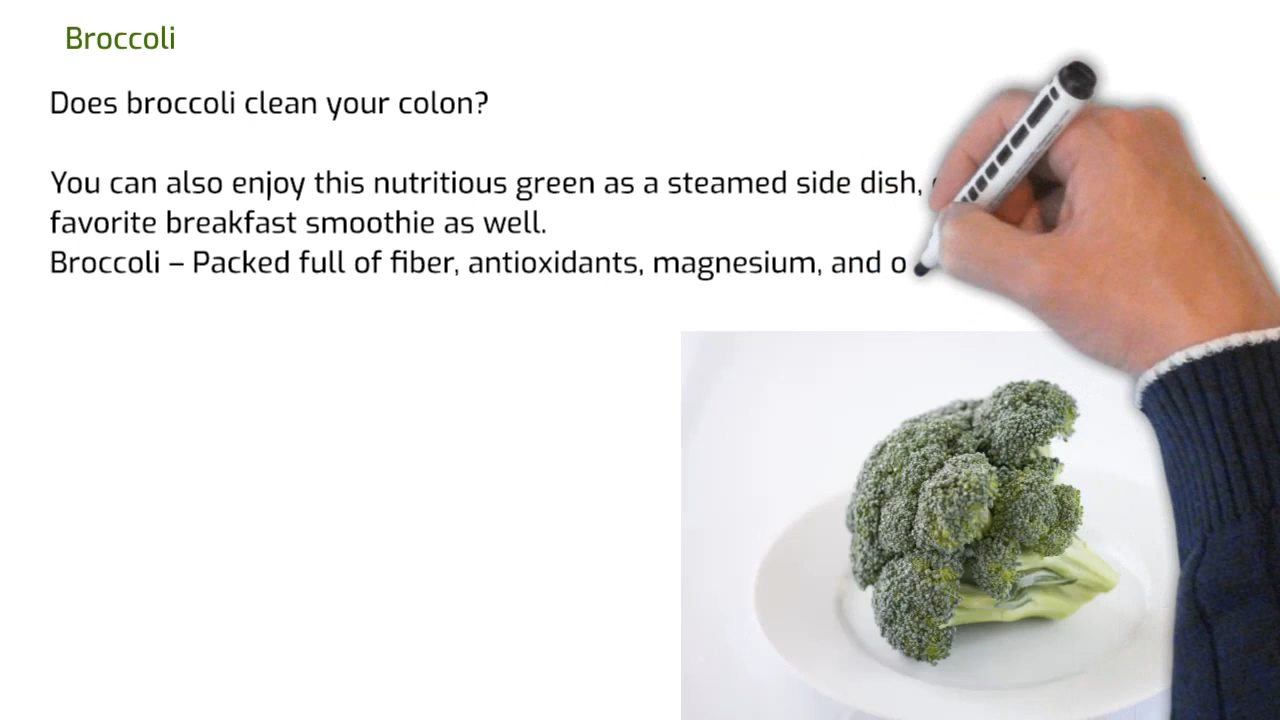 Broccoli
Does broccoli clean your colon?
You can also enjoy this nutritious green as a steamed side dish,
favorite breakfast smoothie as well.
Broccoli – Packed full of fiber, antioxidants, magnesium, and o